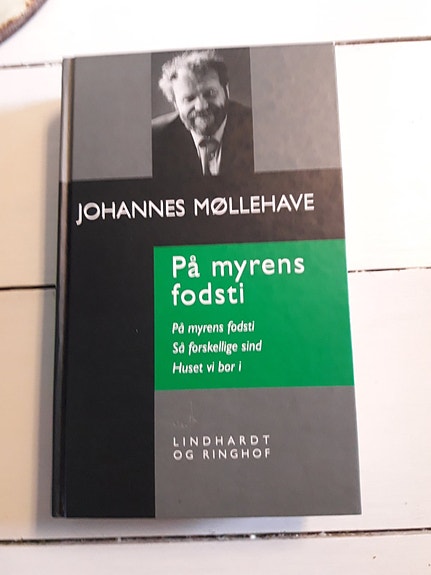 JOHANNES MØLLEHAVE
På myrens
fodsti
På myrens fodsti
Så forskellige sind
Huset vi bor i
LINDHARDT
OG RINGHOF